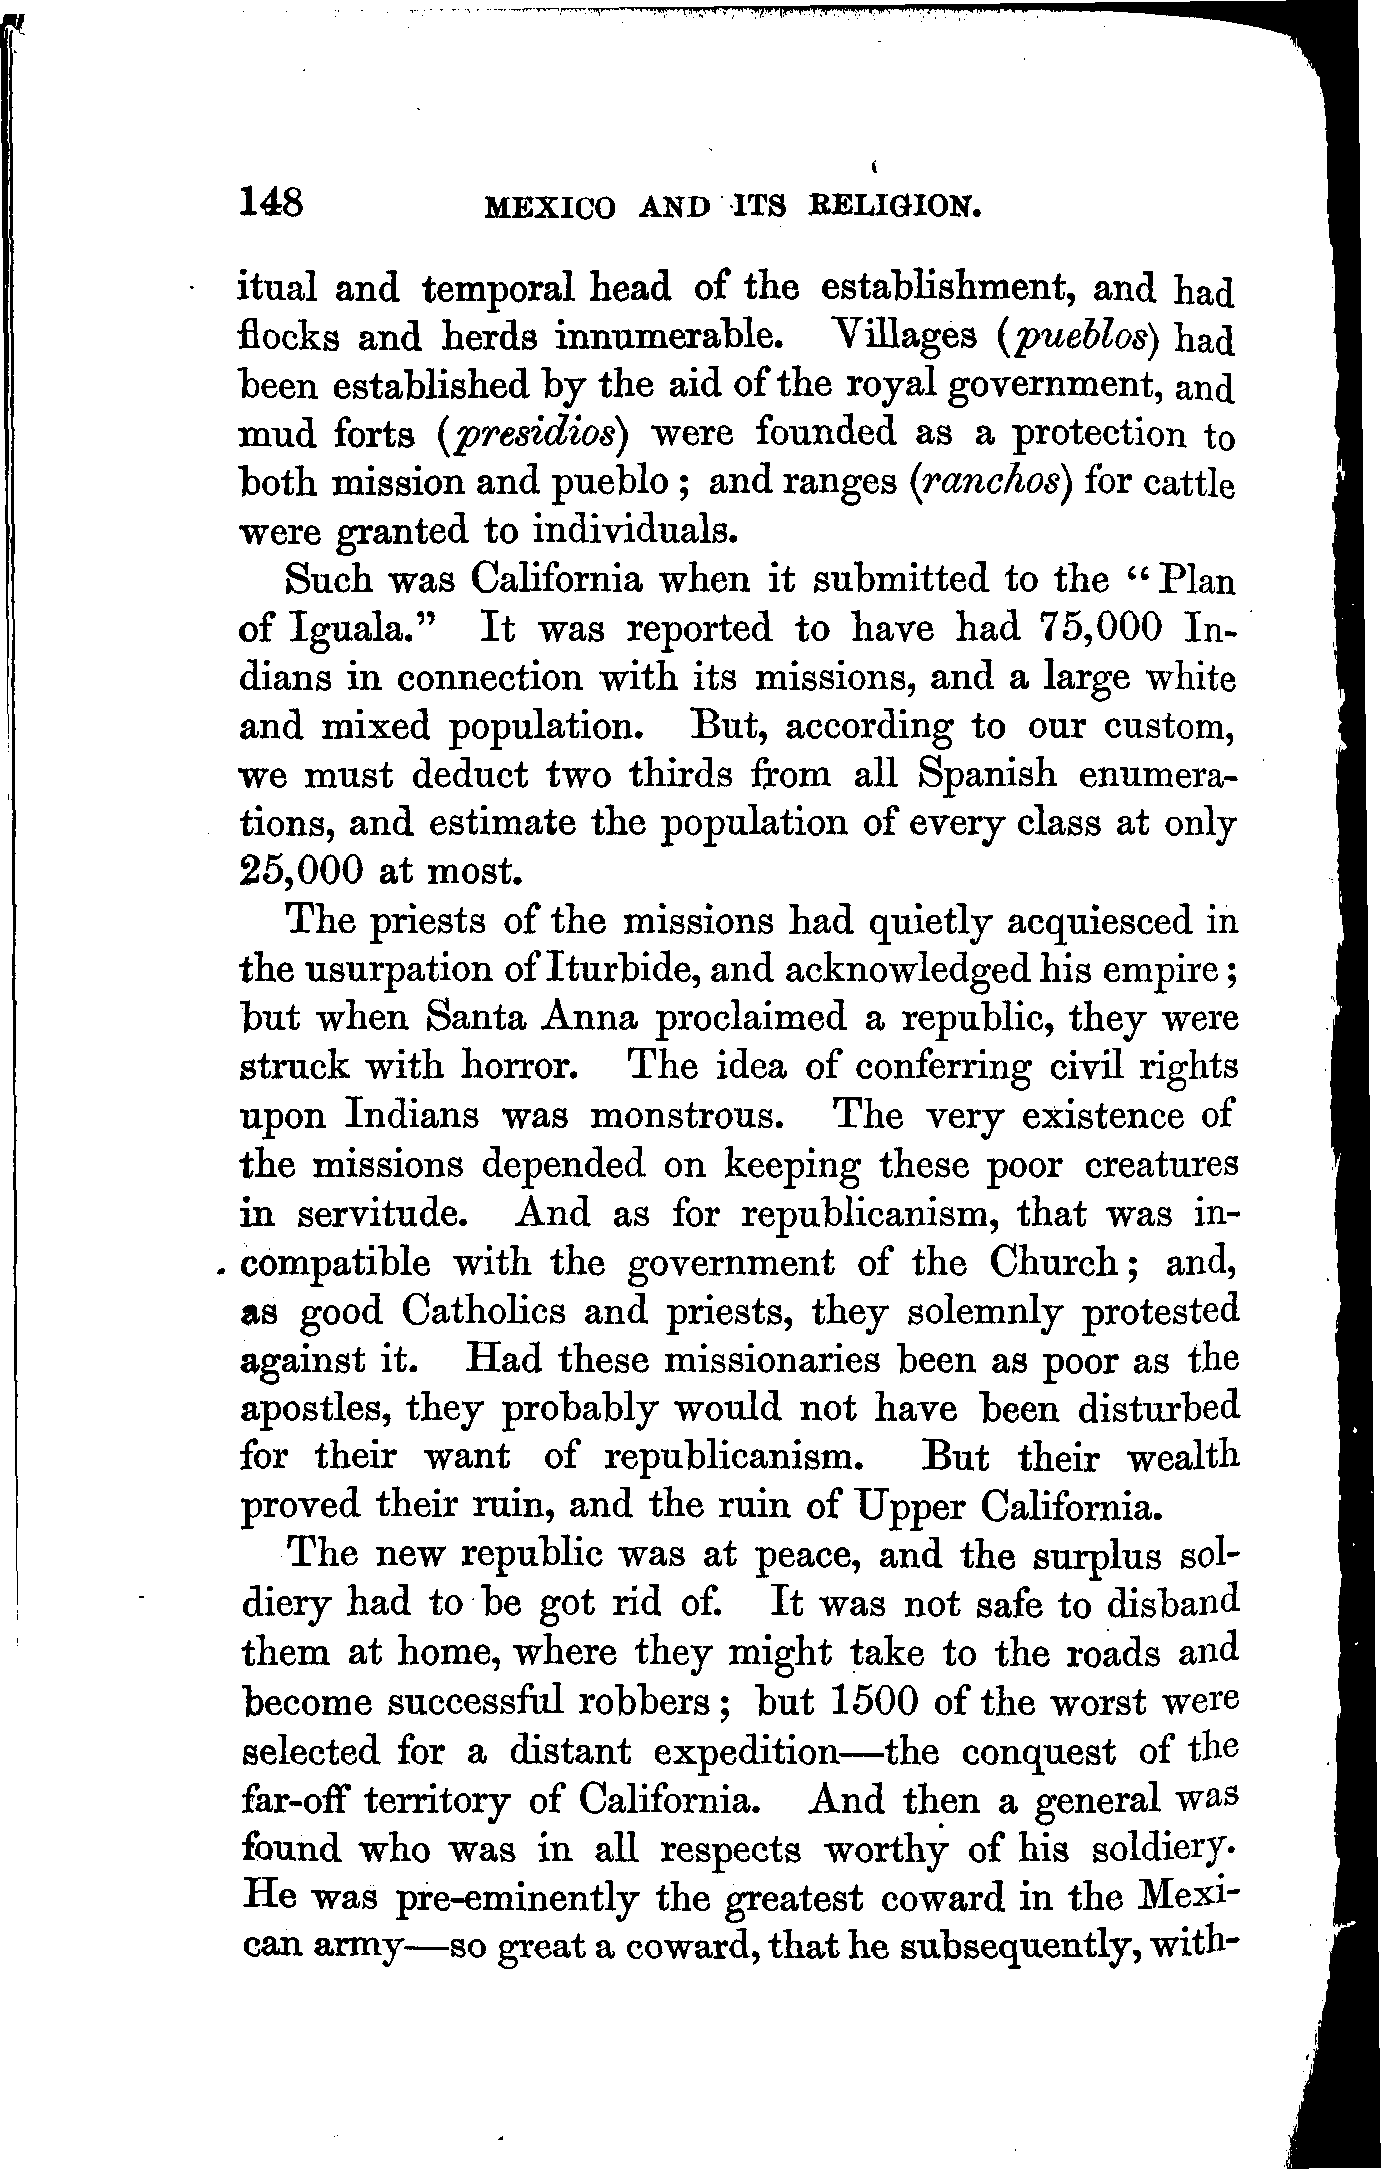 148 MEXICO AND ITS RELIGION.
itual and temporal head of the establishment, and had
flocks and herds innumerable. Villages (pueblos) had
been established by the aid of the royal government, and
mud forts (presidios) were founded as a protection to
both mission and pueblo; and ranges (ranchos) for cattle
were granted to individuals.
Such was California when it submitted to the "Plan
of Iguala." It was reported to have had 75,000 In-
dians in connection with its missions, and a large white
and mixed population. But, according to our custom,
we must deduct two thirds from all Spanish enumera-
tions, and estimate the population of every class at only
25,000 at most.
The priests of the missions had quietly acquiesced in
the usurpation of Iturbide, and acknowledged his empire;
but when Santa Anna proclaimed a republic, they were
struck with horror. The idea of conferring civil rights
upon Indians was monstrous. The very existence of
the missions depended on keeping these poor creatures
in servitude. And as for republicanism, that was in-
compatible with the government of the Church; and,
as good Catholics and priests, they solemnly protested
against it. Had these missionaries been as poor as the
apostles, they probably would not have been disturbed
for their want of republicanism. But their wealth
proved their ruin, and the ruin of Upper California.
The new republic was at peace, and the surplus sol-
diery had to be got rid of. It was not safe to disband
them at home, where they might take to the roads and
become successful robbers; but 1500 of the worst were
selected for a distant expedition—the conquest of the
far-off territory of California. And then a general was
found who was in all respects worthy of his soldiery.
He was pre-eminently the greatest coward in the Mexi-
can army—so great a coward, that he subsequently, with-